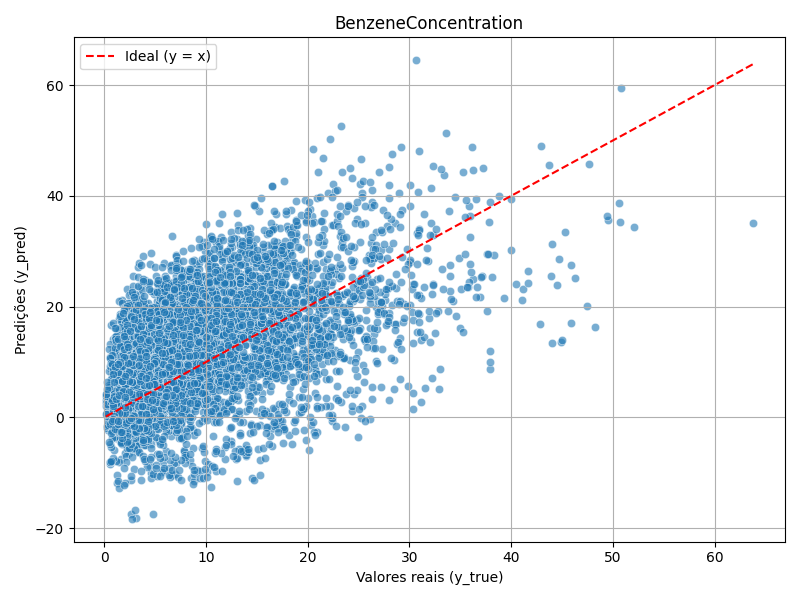 BenzeneConcentration
Ideal (y = x)
60
40
20
0
−20
Predições (y_pred)
0 10 20 30 40 50 60
Valores reais (y_true)